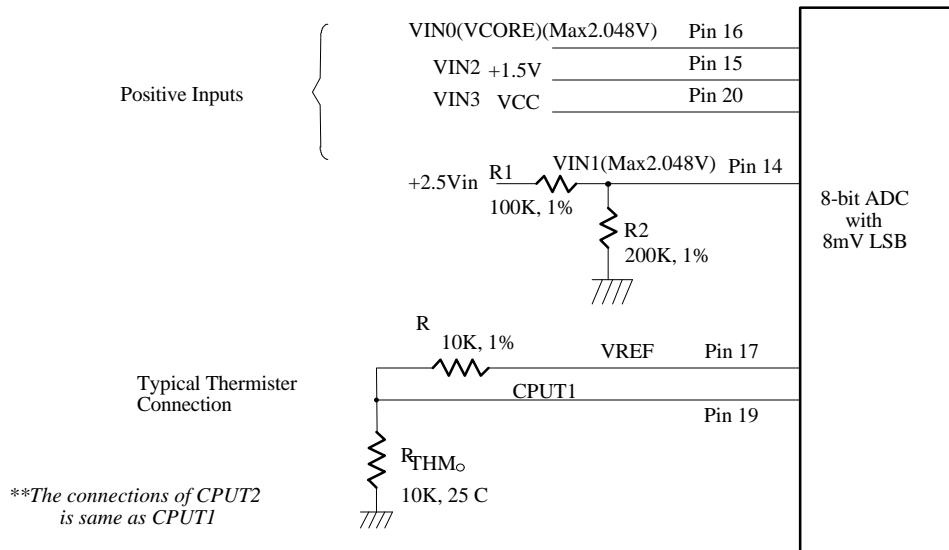 VIN0(VCORE)(Max2.048V) Pin 16
VIN2 +1.5V Pin 15
Positive Inputs
VIN3 VCC Pin 20
VIN1(Max2.048V) Pin 14
+2.5Vin R1
100K, 1%
8-bit ADC
with
8mV LSB
R2
200K, 1%
R
10K, 1%
VREF Pin 17
Typical Thermister
Connection
CPUT1
Pin 19
RTHM
10K, 25 C
**The connections of CPUT2
is same as CPUT1